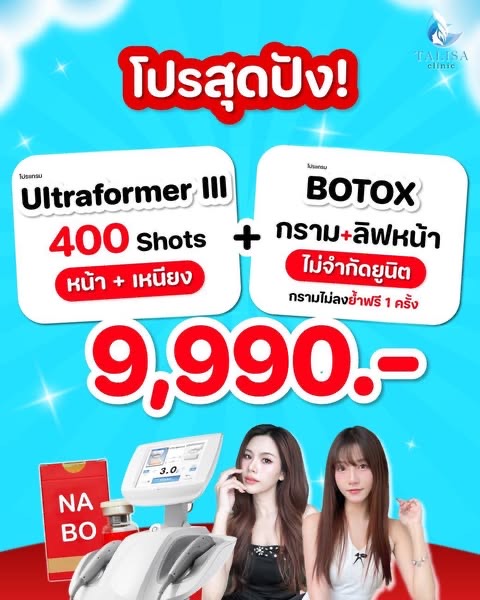 TALISA
clinic
โปรสุดปัง!
โปรแกรม
Ultraformer III
400 Shots
หน้า + เหนียง
+
โปรแกรม
BOTOX
กราม+ลิฟหน้า
ไม่จำกัดยูนิต
กรามไม่ลงย้ำฟรี 1 ครั้ง
9,990.-
3.0
NA
BO